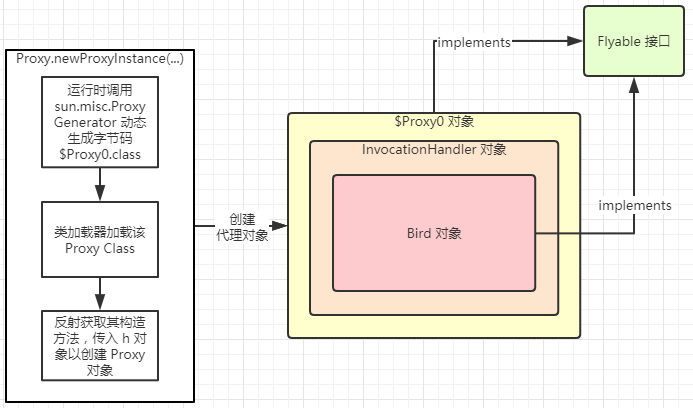 Proxy.newProxyInstance(...)
运行时调用
sun.misc.Proxy
Generator 动态
生成字节码
$Proxy0.class
类加载器加载该
Proxy Class
反射获取其构造
方法，传入 h 对
象以创建 Proxy
对象
创建
代理对象
$Proxy0 对象
InvocationHandler 对象
Bird 对象
implements
Flyable 接口
implements